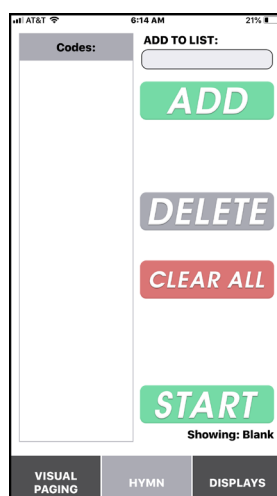 AT&T 6:14 AM 21%
Codes:
ADD TO LIST:
ADD
DELETE
CLEAR ALL
START
Showing: Blank
VISUAL
PAGING
HYMN
DISPLAYS